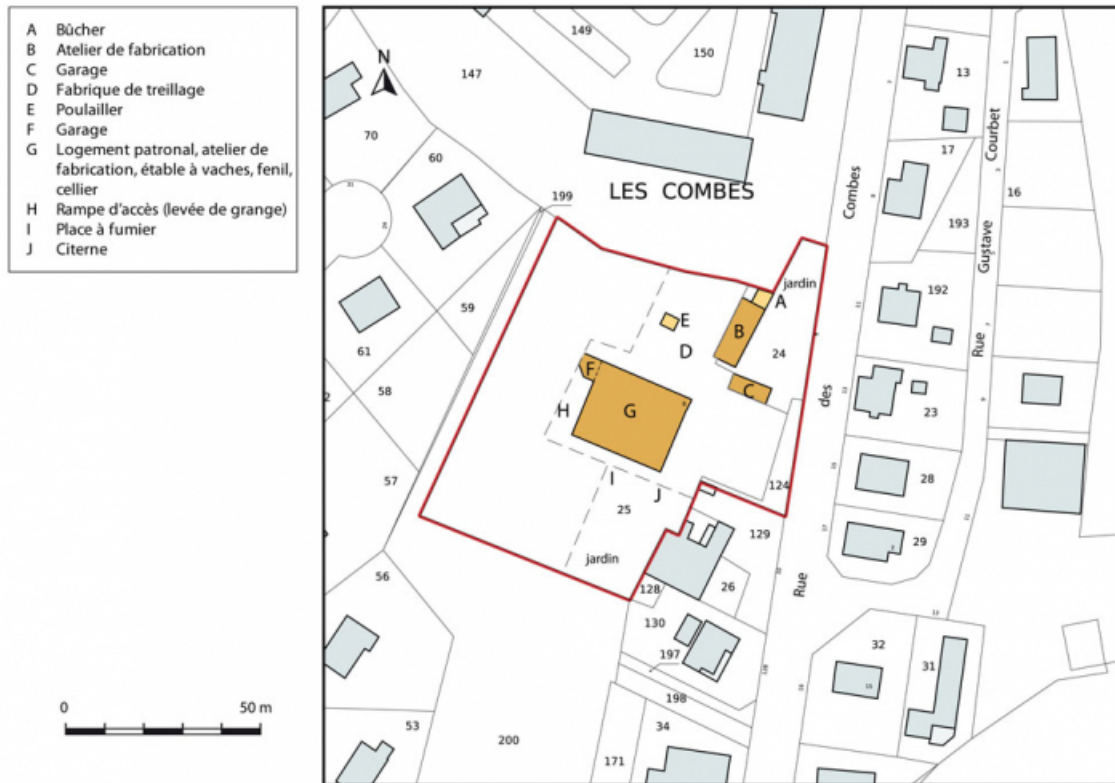 A Bûcher
B Atelier de fabrication
C Garage
D Fabrique de treillage
E Poulailler
F Garage
G Logement patronal, atelier de
fabrication, étable à vaches, fenil,
cellier
H Rampe d'accès (levée de grange)
I Place à fumier
J Citerne
0 50 m
N
149
150
147
13
70
60
17
Courbet
LES COMBES
Combes
199
16
193
Gustave
jardin
192
A
59
E
B
D
24
61
Rue
F
C
58
des
H
G
23
57
I
J
124
28
25
129
29
jardin
56
128
26
Rue
130
32
31
197
198
53
200
34
171